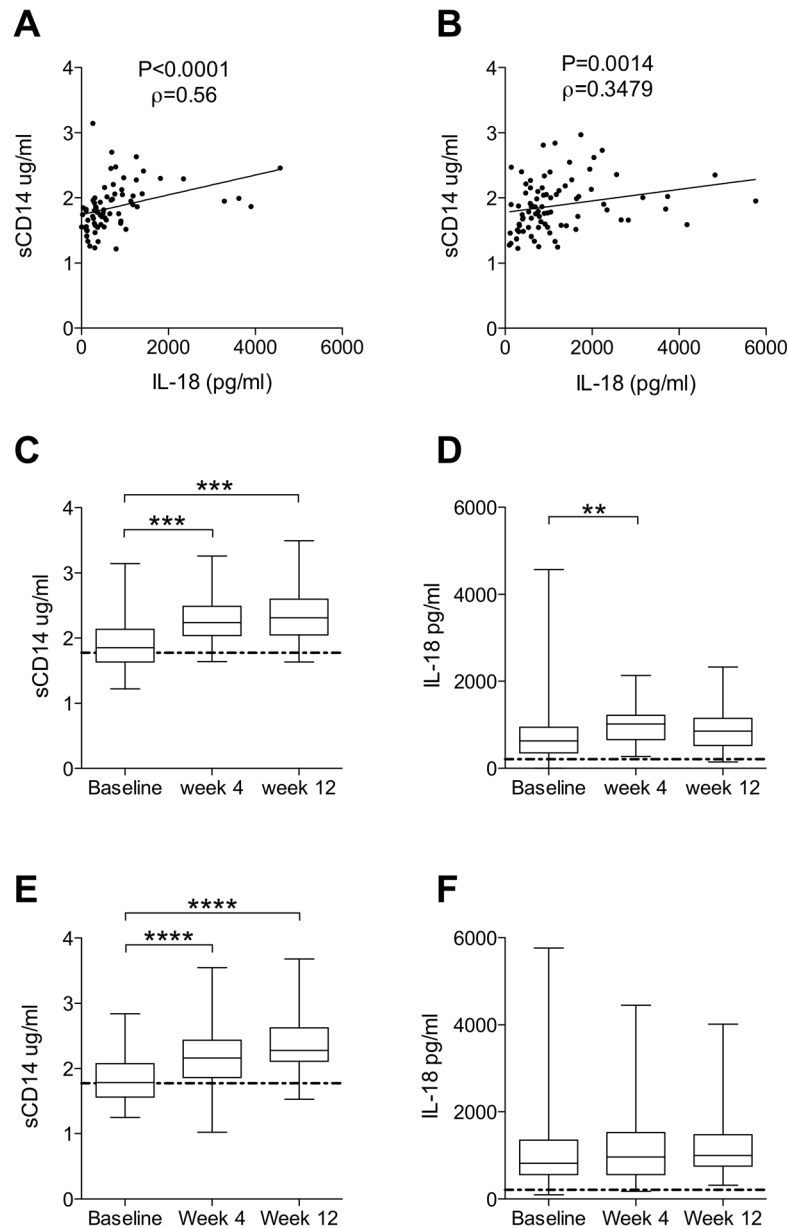 A
P<0.0001
ρ=0.56
sCD14 ug/ml
4
3
2
1
0
0 2000 4000 6000
IL-18 (pg/ml)
B
P=0.0014
ρ=0.3479
sCD14 ug/ml
4
3
2
1
0
0 2000 4000 6000
IL-18 (pg/ml)
C
***
***
sCD14 ug/ml
4
3
2
1
0
Baseline week 4 week 12
D
**
IL-18 pg/ml
6000
4000
2000
0
Baseline week 4 week 12
E
****
****
sCD14 ug/ml
4
3
2
1
0
Baseline Week 4 Week 12
F
IL-18 pg/ml
6000
4000
2000
0
Baseline Week 4 Week 12